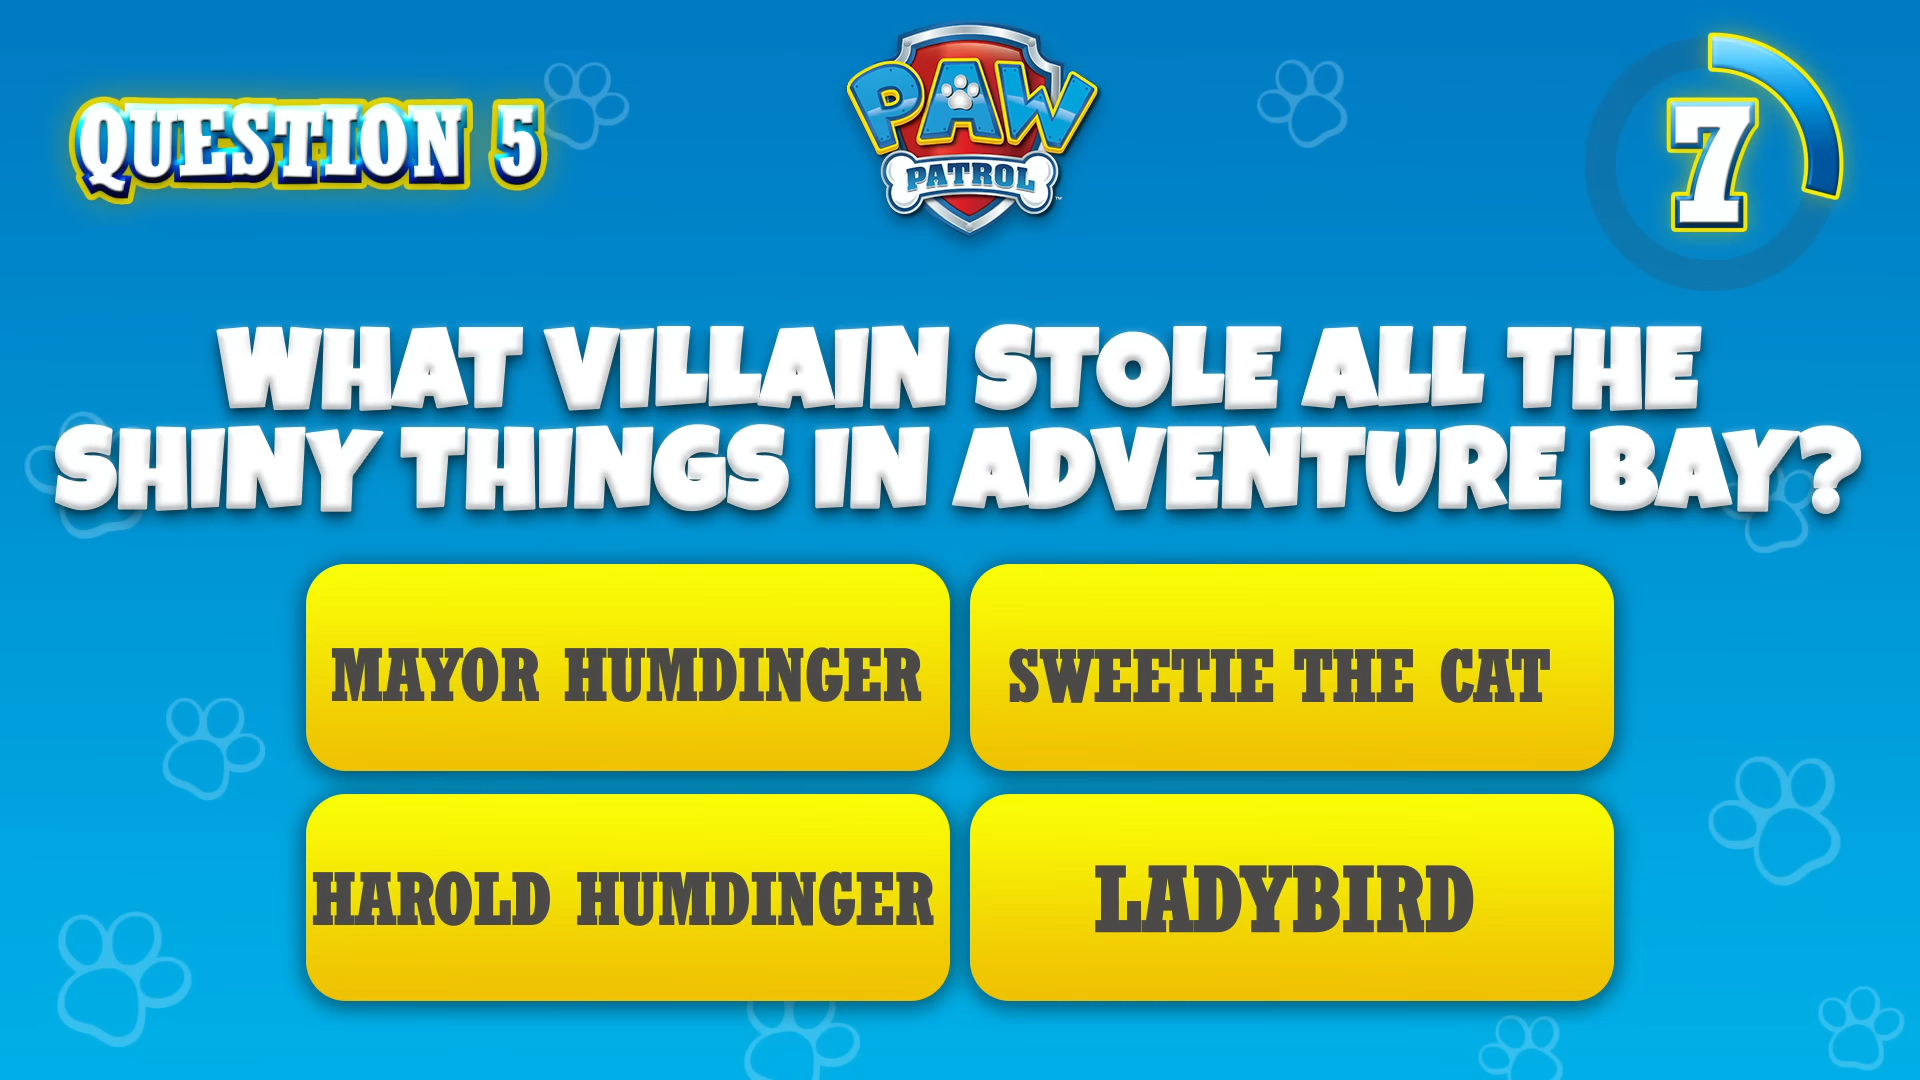 QUESTION 5
PAW
PATROL
TM
7
WHAT VILLAIN STOLE ALL THE
SHINY THINGS IN ADVENTURE BAY?
MAYOR HUMDINGER
SWEETIE THE CAT
HAROLD HUMDINGER
LADYBIRD